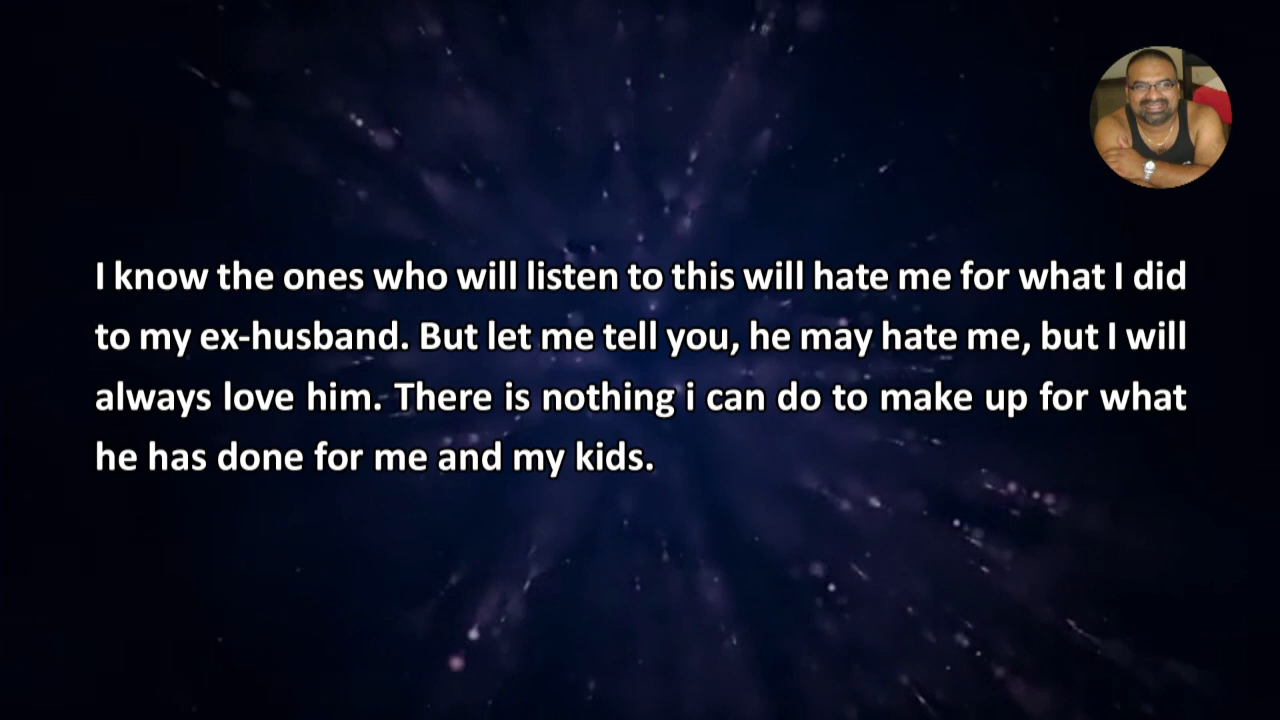 I know the ones who will listen to this will hate me for what I did
to my ex-husband. But let me tell you, he may hate me, but I will
always love him. There is nothing i can do to make up for what
he has done for me and my kids.